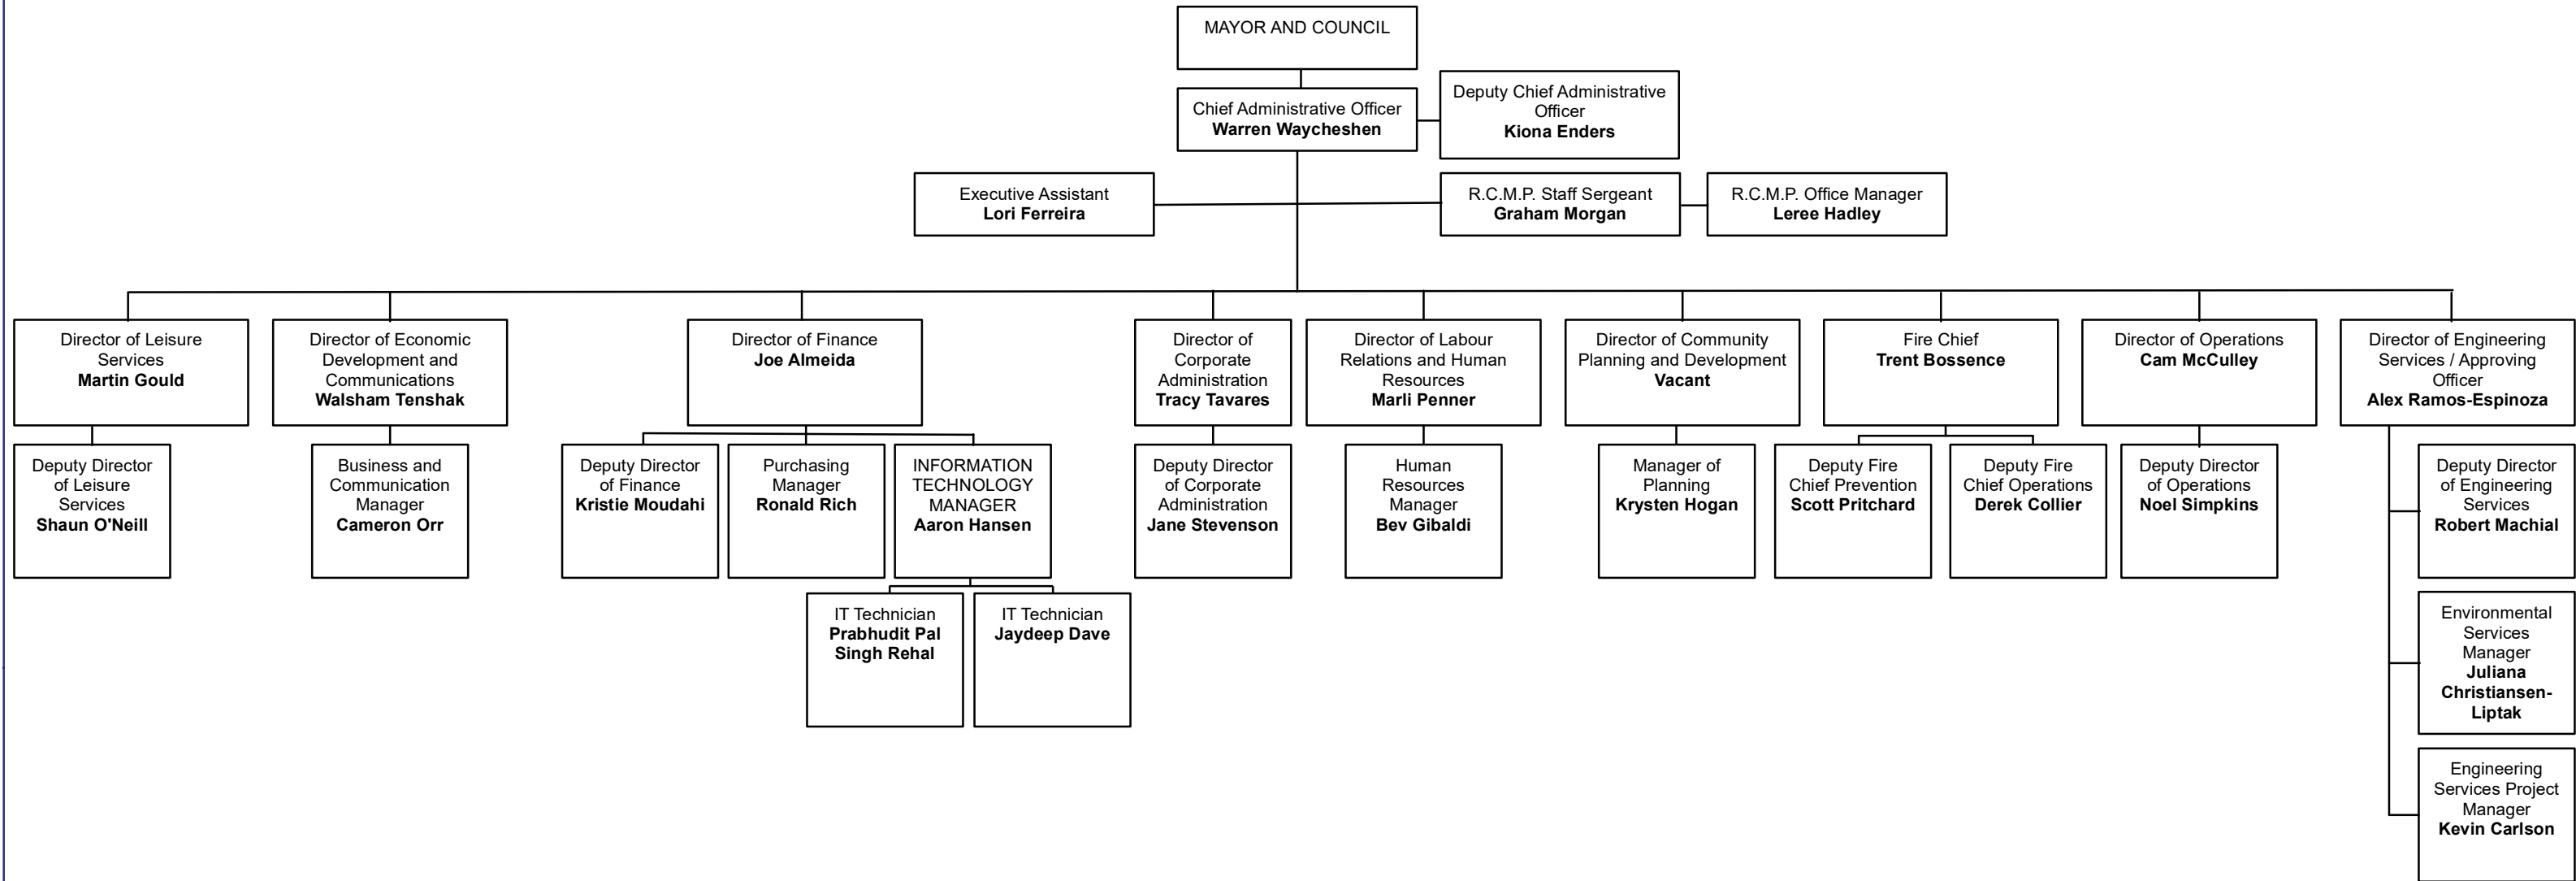 MAYOR AND COUNCIL
Chief Administrative Officer
Warren Waycheshen
Deputy Chief Administrative
Officer
Kiona Enders
Executive Assistant
Lori Ferreira
R.C.M.P. Staff Sergeant
Graham Morgan
R.C.M.P. Office Manager
Leree Hadley
Director of Leisure
Services
Martin Gould
Director of Economic
Development and
Communications
Walsham Tenshak
Director of Finance
Joe Almeida
Director of
Corporate
Administration
Tracy Tavares
Director of Labour
Relations and Human
Resources
Marli Penner
Director of Community
Planning and Development
Vacant
Fire Chief
Trent Bossence
Director of Operations
Cam McCulley
Director of Engineering
Services / Approving
Officer
Alex Ramos-Espinoza
Deputy Director
of Leisure
Services
Shaun O'Neill
Business and
Communication
Manager
Cameron Orr
Deputy Director
of Finance
Kristie Moudahi
Purchasing
Manager
Ronald Rich
INFORMATION
TECHNOLOGY
MANAGER
Aaron Hansen
Deputy Director
of Corporate
Administration
Jane Stevenson
Human
Resources
Manager
Bev Gibaldi
Manager of
Planning
Krysten Hogan
Deputy Fire
Chief Prevention
Scott Pritchard
Deputy Fire
Chief Operations
Derek Collier
Deputy Director
of Operations
Noel Simpkins
Deputy Director
of Engineering
Services
Robert Machial
IT Technician
Prabhudit Pal
Singh Rehal
IT Technician
Jaydeep Dave
Environmental
Services
Manager
Juliana
Christiansen-
Liptak
Engineering
Services Project
Manager
Kevin Carlson